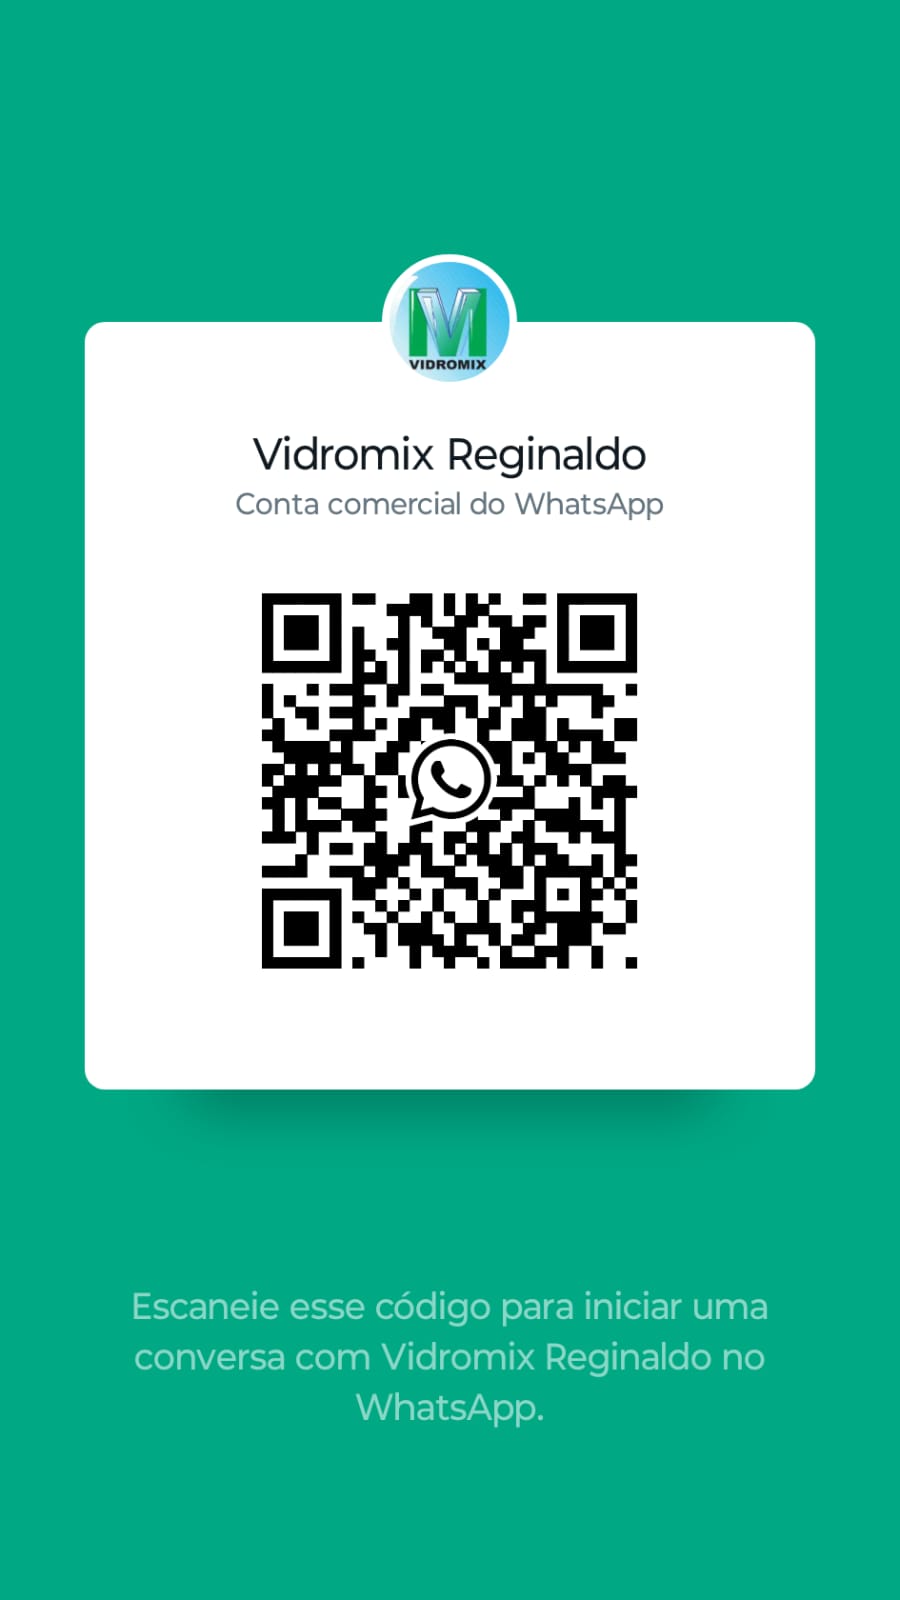 VIDROMIX
Vidromix Reginaldo
Conta comercial do WhatsApp
Escaneie esse código para iniciar uma
conversa com Vidromix Reginaldo no
WhatsApp.